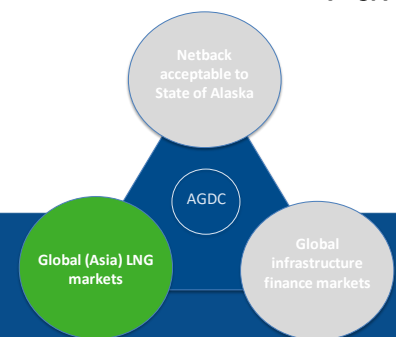 Netback
acceptable to
State of Alaska
AGDC
Global (Asia) LNG
markets
Global
infrastructure
finance markets